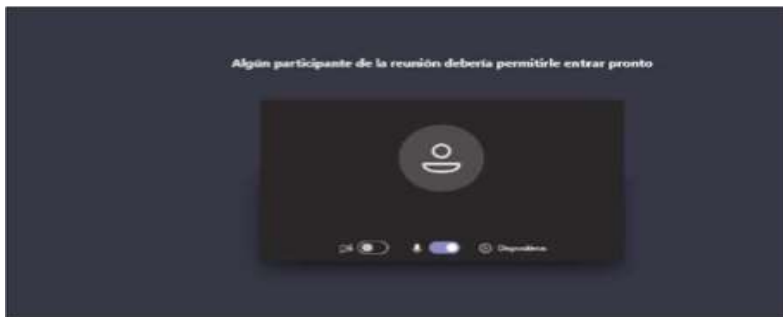 Algún participante de la reunión debería permitirle entrar pronto
Dispositivos